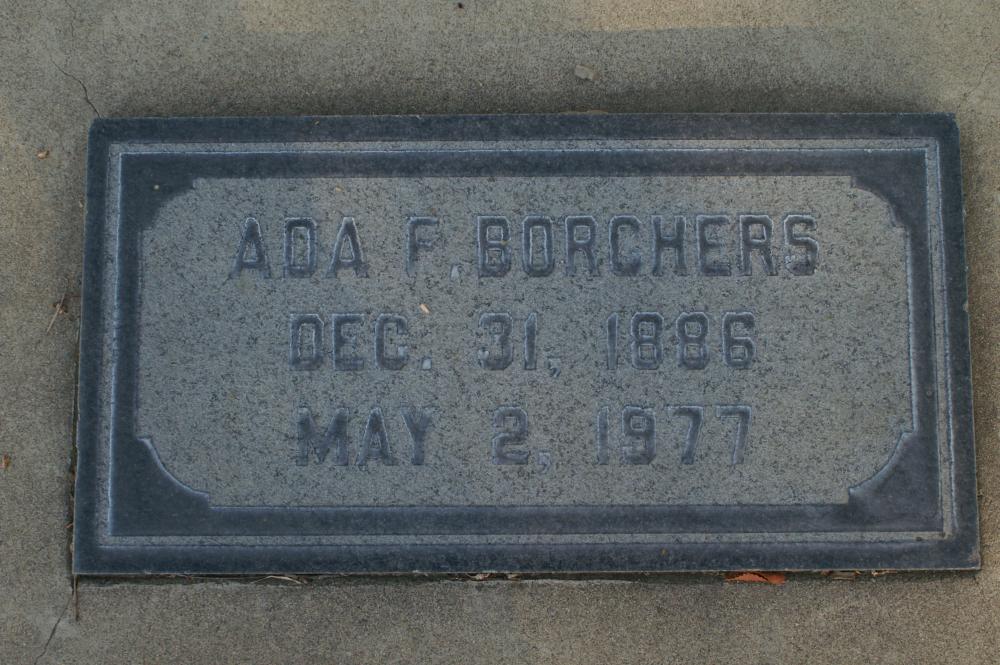 ADA F. BORCHERS
DEC. 31, 1886
MAY 2, 1977